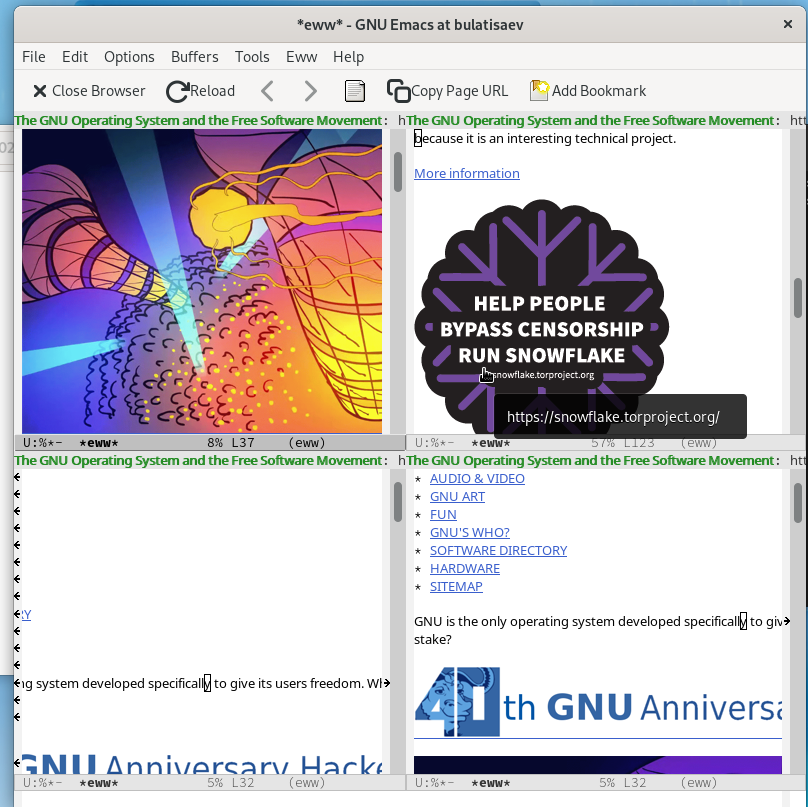 *eww* - GNU Emacs at bulatisaev
File Edit Options Buffers Tools Eww Help
Close Browser Reload Copy Page URL Add Bookmark
The GNU Operating System and the Free Software Movement: h
U:%*- *eww* 8% L37 (eww)
The GNU Operating System and the Free Software Movement: htt
because it is an interesting technical project.
More information
HELP PEOPLE
BYPASS CENSORSHIP
RUN SNOWFLAKE
snowflake.torproject.org
https://snowflake.torproject.org/
U:%*- *eww* 57% L123 (eww)
The GNU Operating System and the Free Software Movement: h
RY
ng system developed specifically to give its users freedom. Wh
GNU Anniversary Hacke
U:%*- *eww* 5% L32 (eww)
The GNU Operating System and the Free Software Movement: htt
* AUDIO & VIDEO
* GNU ART
* FUN
* GNU'S WHO?
* SOFTWARE DIRECTORY
* HARDWARE
* SITEMAP
GNU is the only operating system developed specifically to giv
stake?
40th GNU Anniversa
U:%*- *eww* 5% L32 (eww)